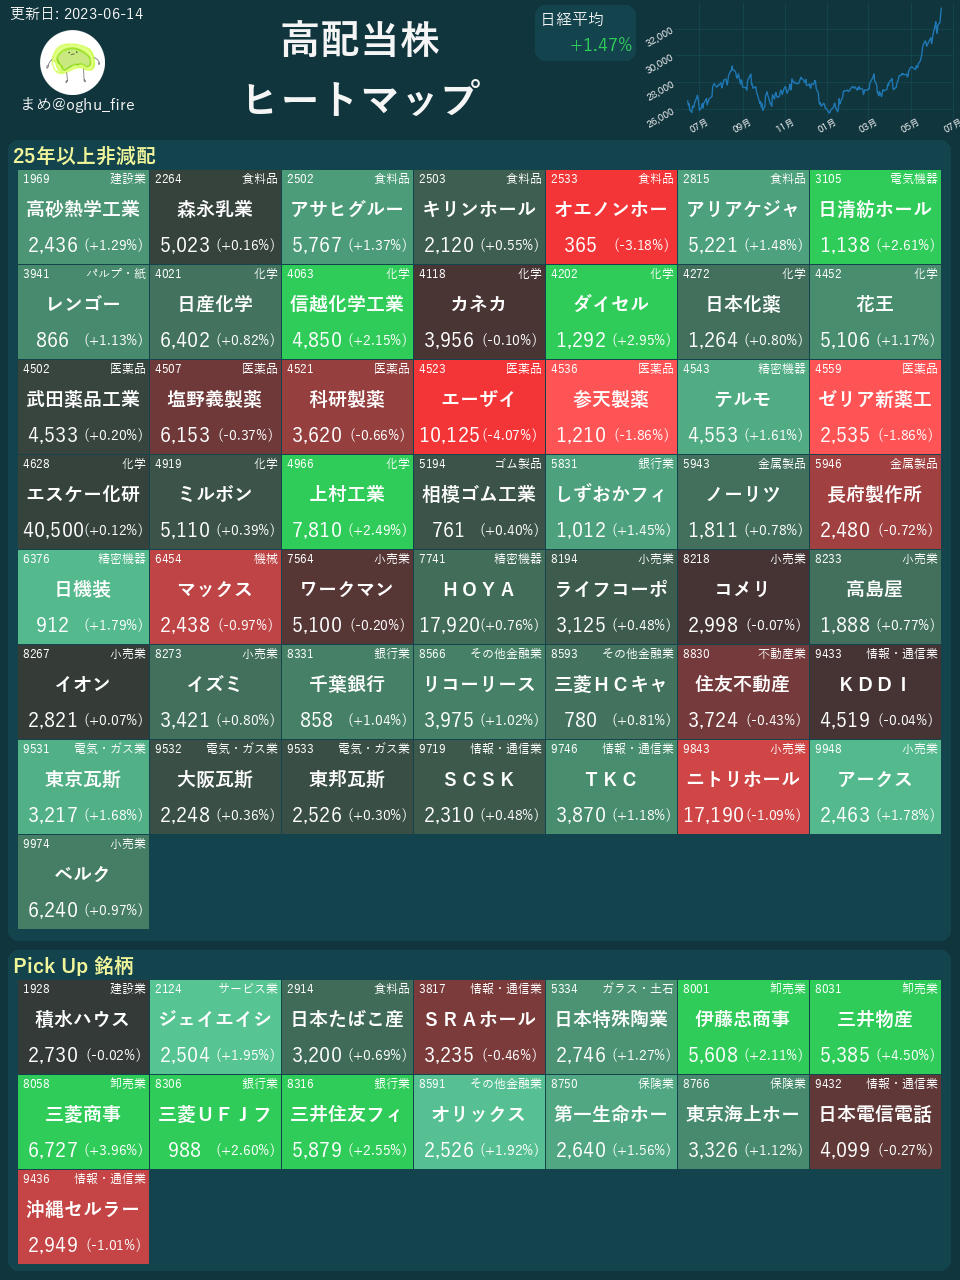 更新日: 2023-06-14
まめ@oghu_fire
高配当株
ヒートマップ
日経平均
+1.47%
32,000
30,000
28,000
26,000
07月 09月 11月 01月 03月 05月 07月
25年以上非減配
1969 建設業 2264 食料品 2502 食料品 2503 食料品 2533 食料品 2815 食料品 3105 電気機器
高砂熱学工業 森永乳業 アサヒグルー キリンホール オエノンホー アリアケジャ 日清紡ホール
2,436 (+1.29%) 5,023 (+0.16%) 5,767 (+1.37%) 2,120 (+0.55%) 365 (-3.18%) 5,221 (+1.48%) 1,138 (+2.61%)
3941 パルプ・紙 4021 化学 4063 化学 4118 化学 4202 化学 4272 化学 4452 化学
レンゴー 日産化学 信越化学工業 カネカ ダイセル 日本化薬 花王
866 (+1.13%) 6,402 (+0.82%) 4,850 (+2.15%) 3,956 (-0.10%) 1,292 (+2.95%) 1,264 (+0.80%) 5,106 (+1.17%)
4502 医薬品 4507 医薬品 4521 医薬品 4523 医薬品 4536 医薬品 4543 精密機器 4559 医薬品
武田薬品工業 塩野義製薬 科研製薬 エーザイ 参天製薬 テルモ ゼリア新薬工
4,533 (+0.20%) 6,153 (-0.37%) 3,620 (-0.66%) 10,125 (-4.07%) 1,210 (-1.86%) 4,553 (+1.61%) 2,535 (-1.86%)
4628 化学 4919 化学 4966 化学 5194 ゴム製品 5831 銀行業 5943 金属製品 5946 金属製品
エスケー化研 ミルボン 上村工業 相模ゴム工業 しずおかフィ ノーリツ 長府製作所
40,500 (+0.12%) 5,110 (+0.39%) 7,810 (+2.49%) 761 (+0.40%) 1,012 (+1.45%) 1,811 (+0.78%) 2,480 (-0.72%)
6376 精密機器 6454 機械 7564 小売業 7741 精密機器 8194 小売業 8218 小売業 8233 小売業
日機装 マックス ワークマン ＨＯＹＡ ライフコーポ コメリ 高島屋
912 (+1.79%) 2,438 (-0.97%) 5,100 (-0.20%) 17,920 (+0.76%) 3,125 (+0.48%) 2,998 (-0.07%) 1,888 (+0.77%)
8267 小売業 8273 小売業 8331 銀行業 8566 その他金融業 8593 その他金融業 8830 不動産業 9433 情報・通信業
イオン イズミ 千葉銀行 リコーリース 三菱ＨＣキャ 住友不動産 ＫＤＤＩ
2,821 (+0.07%) 3,421 (+0.80%) 858 (+1.04%) 3,975 (+1.02%) 780 (+0.81%) 3,724 (-0.43%) 4,519 (-0.04%)
9531 電気・ガス業 9532 電気・ガス業 9533 電気・ガス業 9719 情報・通信業 9746 情報・通信業 9843 小売業 9948 小売業
東京瓦斯 大阪瓦斯 東邦瓦斯 ＳＣＳＫ ＴＫＣ ニトリホール アークス
3,217 (+1.68%) 2,248 (+0.36%) 2,526 (+0.30%) 2,310 (+0.48%) 3,870 (+1.18%) 17,190 (-1.09%) 2,463 (+1.78%)
9974 小売業
ベルク
6,240 (+0.97%)
Pick Up 銘柄
1928 建設業 2124 サービス業 2914 食料品 3817 情報・通信業 5334 ガラス・土石 8001 卸売業 8031 卸売業
積水ハウス ジェイエイシ 日本たばこ産 ＳＲＡホール 日本特殊陶業 伊藤忠商事 三井物産
2,730 (-0.02%) 2,504 (+1.95%) 3,200 (+0.69%) 3,235 (-0.46%) 2,746 (+1.27%) 5,608 (+2.11%) 5,385 (+4.50%)
8058 卸売業 8306 銀行業 8316 銀行業 8591 その他金融業 8750 保険業 8766 保険業 9432 情報・通信業
三菱商事 三菱ＵＦＪフ 三井住友フィ オリックス 第一生命ホー 東京海上ホー 日本電信電話
6,727 (+3.96%) 988 (+2.60%) 5,879 (+2.55%) 2,526 (+1.92%) 2,640 (+1.56%) 3,326 (+1.12%) 4,099 (-0.27%)
9436 情報・通信業
沖縄セルラー
2,949 (-1.01%)